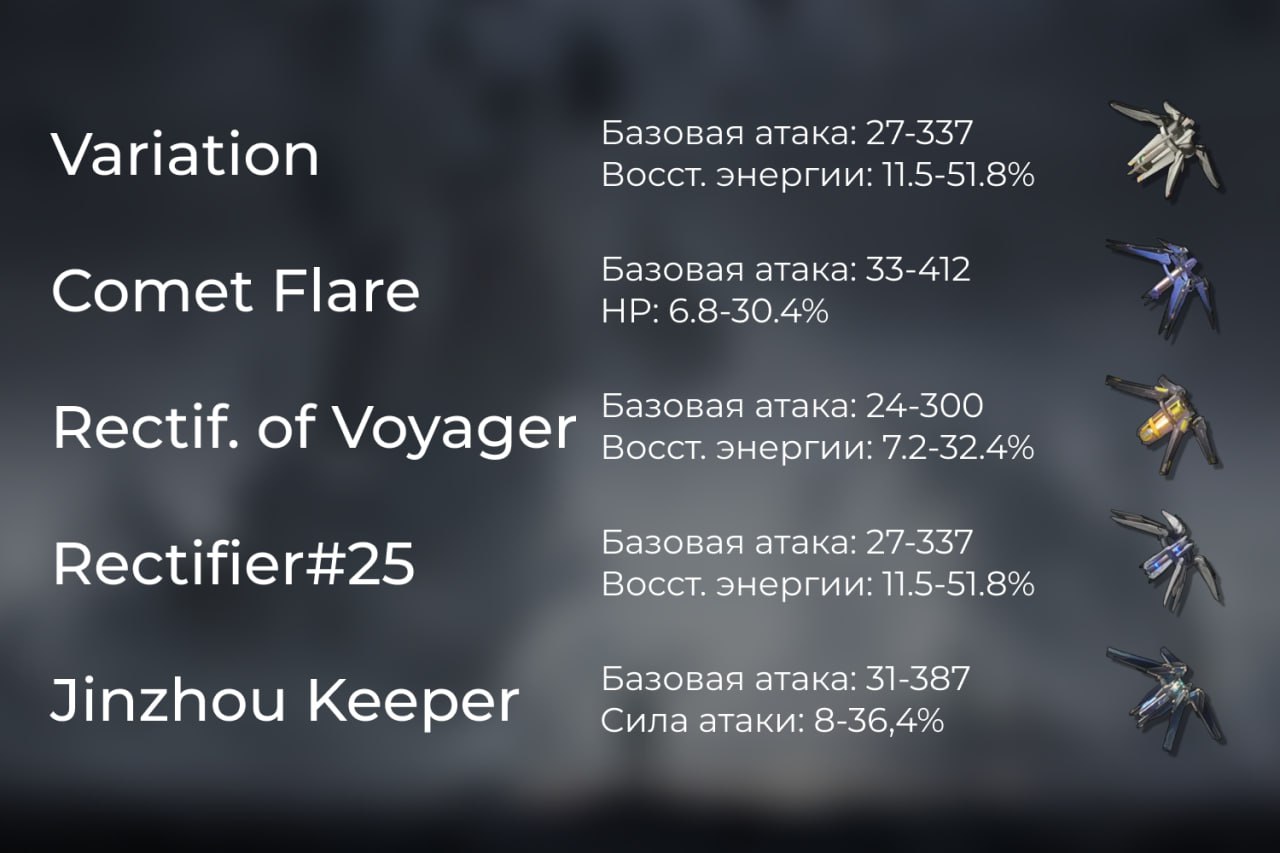 Variation
Базовая атака: 27-337
Восст. энергии: 11.5-51.8%
Comet Flare
Базовая атака: 33-412
HP: 6.8-30.4%
Rectif. of Voyager
Базовая атака: 24-300
Восст. энергии: 7.2-32.4%
Rectifier#25
Базовая атака: 27-337
Восст. энергии: 11.5-51.8%
Jinzhou Keeper
Базовая атака: 31-387
Сила атаки: 8-36,4%